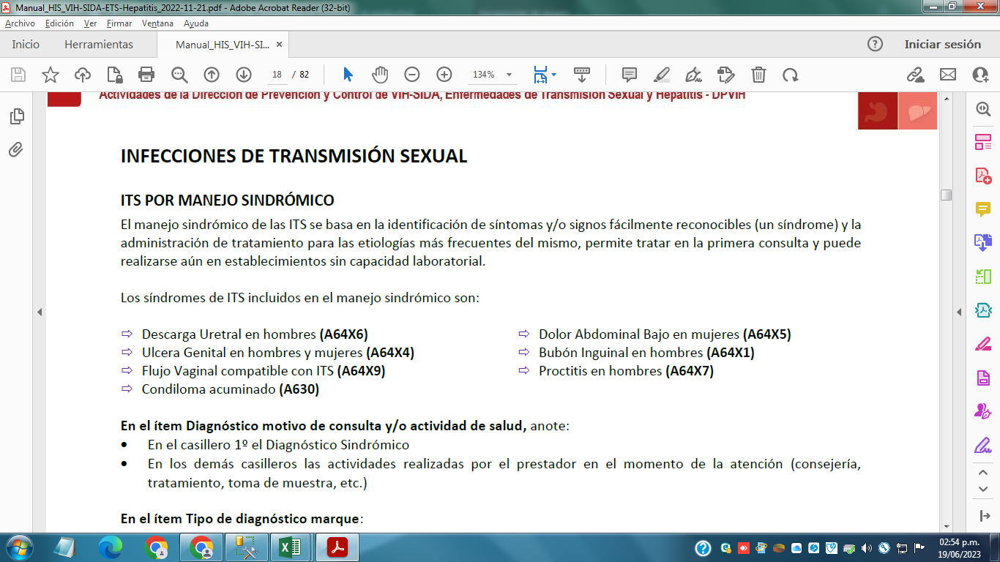 Manual_HIS_VIH-SIDA-ETS-Hepatitis_2022-11-21.pdf - Adobe Acrobat Reader (32-bit)
Archivo Edición Ver Firmar Ventana Ayuda
Inicio Herramientas Manual_HIS_VIH-SI... × Iniciar sesión
18 / 82 134%
Actividades de la Dirección de Prevención y Control de VIH-SIDA, Enfermedades de Transmisión Sexual y Hepatitis - DPVIH
INFECCIONES DE TRANSMISIÓN SEXUAL
ITS POR MANEJO SINDRÓMICO
El manejo sindrómico de las ITS se basa en la identificación de síntomas y/o signos fácilmente reconocibles (un síndrome) y la
administración de tratamiento para las etiologías más frecuentes del mismo, permite tratar en la primera consulta y puede
realizarse aún en establecimientos sin capacidad laboratorial.
Los síndromes de ITS incluidos en el manejo sindrómico son:
⇨ Descarga Uretral en hombres (A64X6)
⇨ Ulcera Genital en hombres y mujeres (A64X4)
⇨ Flujo Vaginal compatible con ITS (A64X9)
⇨ Condiloma acuminado (A630)
⇨ Dolor Abdominal Bajo en mujeres (A64X5)
⇨ Bubón Inguinal en hombres (A64X1)
⇨ Proctitis en hombres (A64X7)
En el ítem Diagnóstico motivo de consulta y/o actividad de salud, anote:
• En el casillero 1º el Diagnóstico Sindrómico
• En los demás casilleros las actividades realizadas por el prestador en el momento de la atención (consejería,
tratamiento, toma de muestra, etc.)
En el ítem Tipo de diagnóstico marque:
02:54 p.m.
19/06/2023